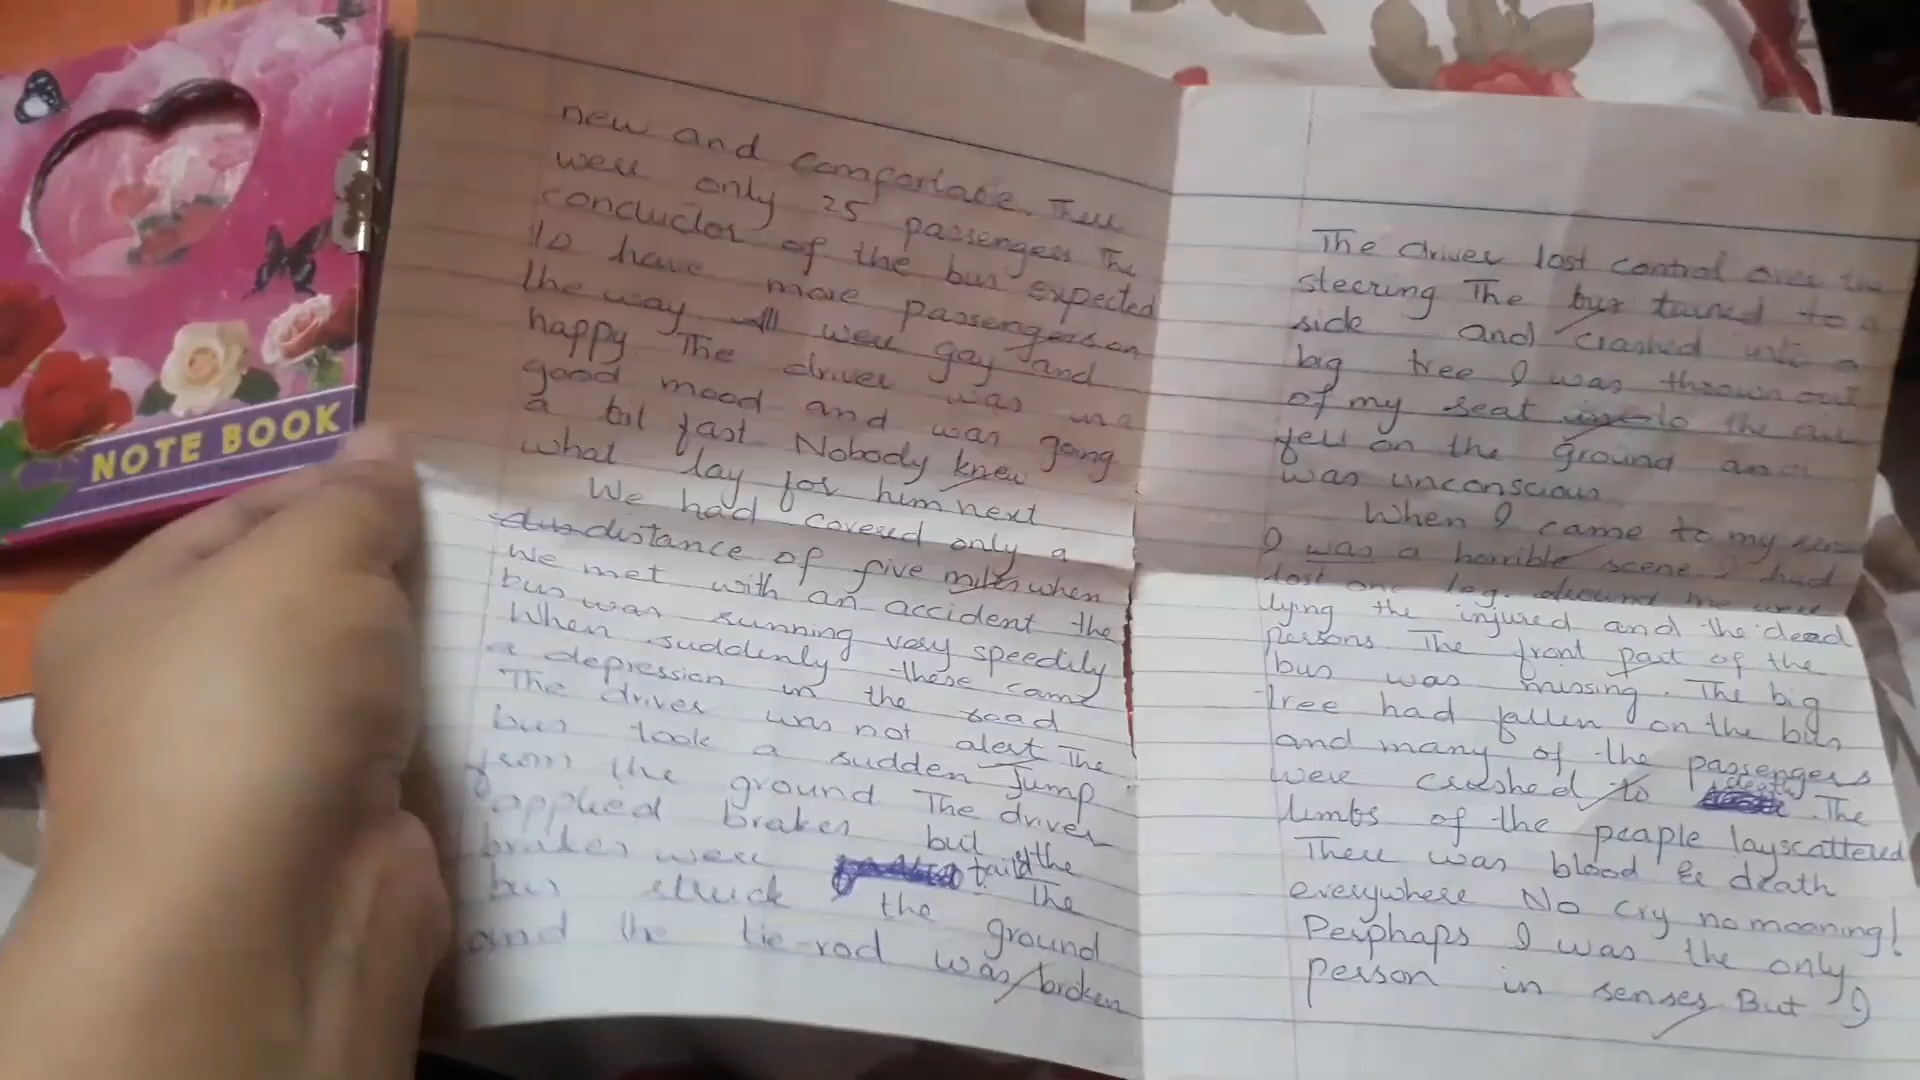 NOTE BOOK
new and comfortable. There
were only 25 passengers The
conductor of the bus expected
to have more passengers on
the way all were gay and
happy The driver was in a
good mood and was going
a bit fast Nobody knew
what lay for him next
We had covered only a
distance of five miles when
We met with an accident the
bus was running very speedily
When suddenly there came
a depression in the road
The driver was not alert The
bus took a sudden Jump
from the ground The driver
applied brakes but the
brakes were faild The
bus struck the ground
and the tie-rod was broken
The driver lost control over the
steering The bus turned to a
side and crashed into a
big tree I was thrown out
of my seat to the air
fell on the ground and
was unconscious
When I came to my
I was a horrible scene I had
lost one leg. around me were
lying the injured and the dead
persons The front part of the
bus was missing. The big
tree had fallen on the bus
and many of the passengers
were crushed to death. The
limbs of the peaple layscattered
There was blood & death
everywhere No cry no moaning!
Perphaps I was the only
person in senses But I